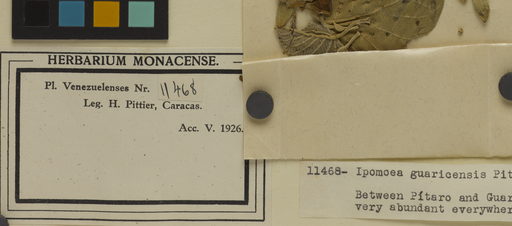 HERBARIUM MONACENSE.
Pl. Venezuelenses Nr. 11468
Leg. H. Pittier, Caracas.
Acc. V. 1926.
11468- Ipomoea guaricensis Pit
Between Pitaro and Guar
very abundant everywher